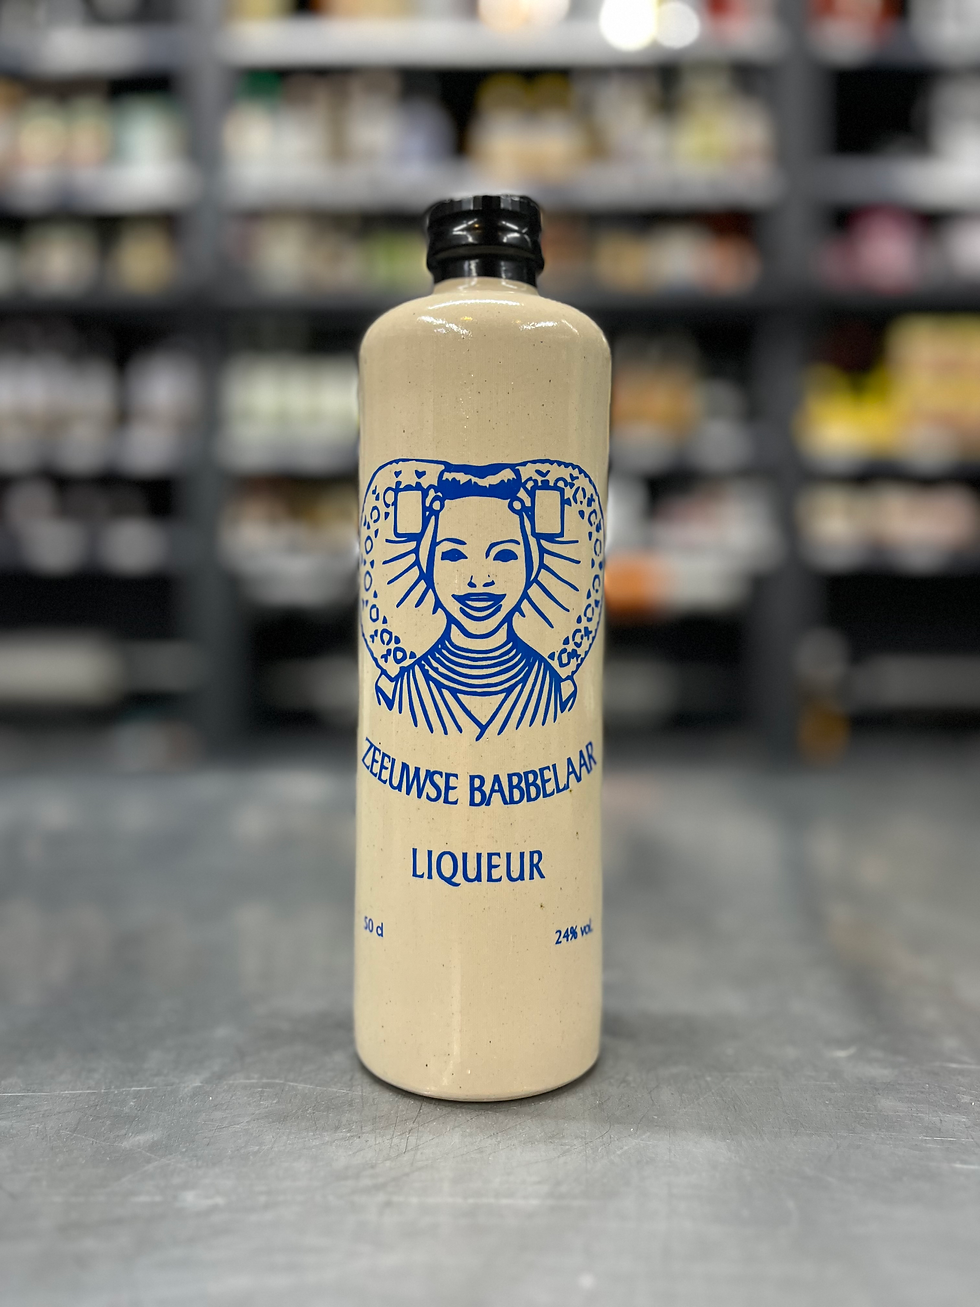 ZEEUWSE BABBELAAR
LIQUEUR
50 cl
24% vol.